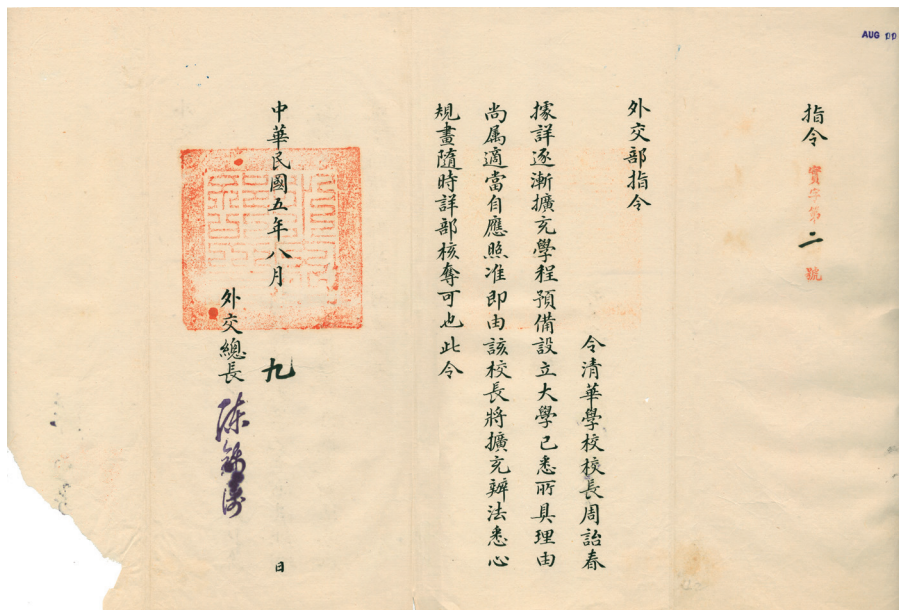 指令 實字第二號
外交部指令
令清華學校校長周詒春
據詳逐漸擴充學程預備設立大學已悉所具理由
尚属適當自應照准即由該校長將擴充辦法悉心
規畫隨時詳部核奪可也此令
中華民國五年八月九日
外交總長 陳錦濤
AUG